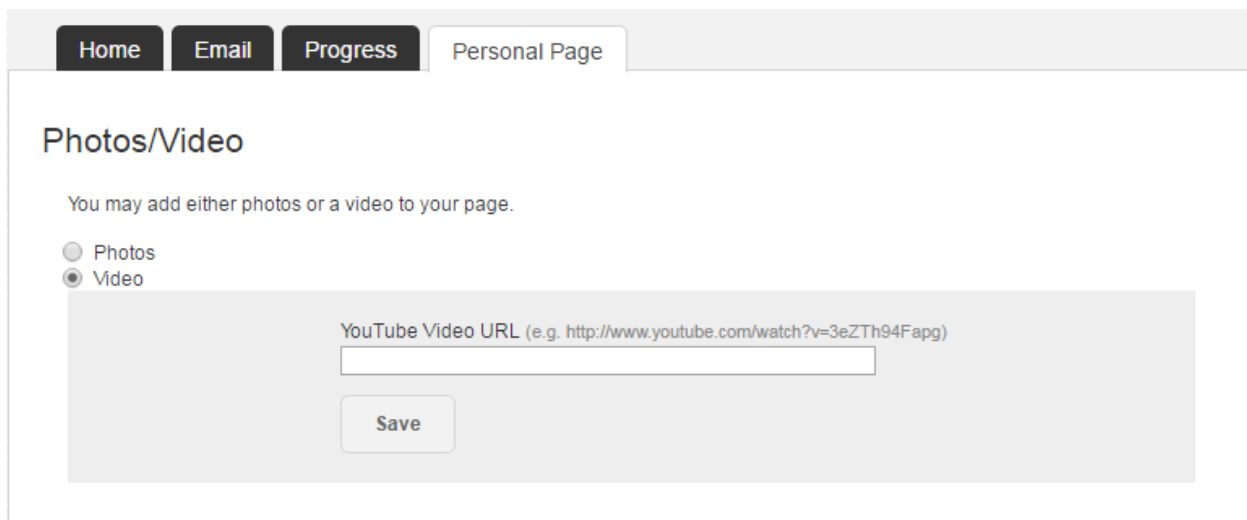 Home Email Progress Personal Page
Photos/Video
You may add either photos or a video to your page.
Photos
Video
YouTube Video URL (e.g. http://www.youtube.com/watch?v=3eZTh94Fapg)
Save